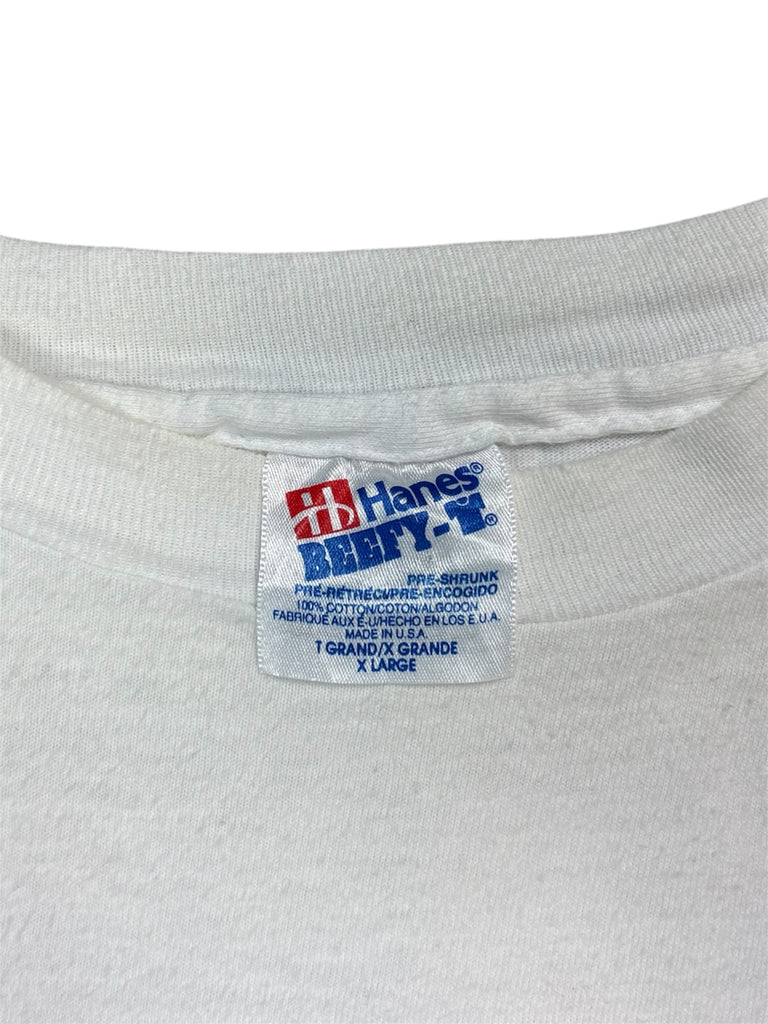 Hanes®
BEEFY-T®
PRE-SHRUNK
PRE-RÉTRÉCI/PRE-ENCOGIDO
100% COTTON/COTON/ALGODON
FABRIQUÉ AUX É-U/HECHO EN LOS E.U.A.
MADE IN U.S.A.
T GRAND/X GRANDE
X LARGE